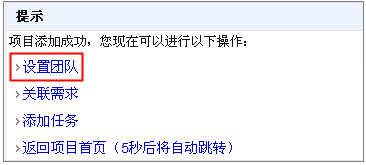 提示
项目添加成功，您现在可以进行以下操作：
>设置团队
>关联需求
>添加任务
>返回项目首页（5秒后将自动跳转）